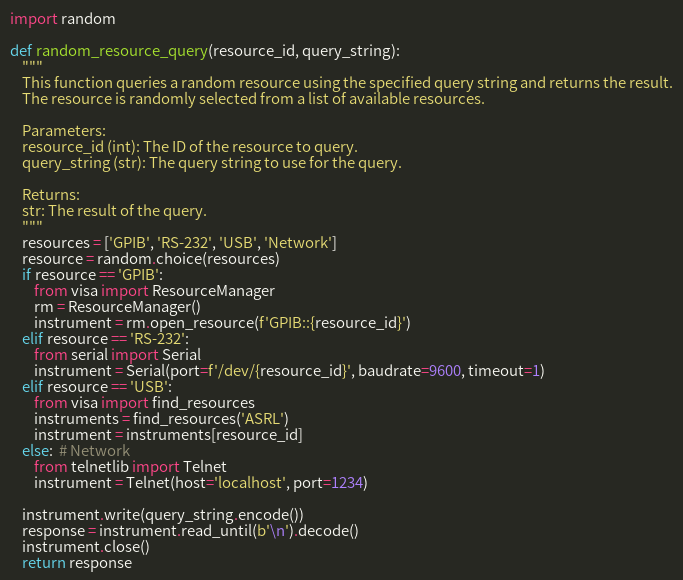 import random

def random_resource_query(resource_id, query_string):
    """
    This function queries a random resource using the specified query string and returns the result.
    The resource is randomly selected from a list of available resources.

    Parameters:
    resource_id (int): The ID of the resource to query.
    query_string (str): The query string to use for the query.

    Returns:
    str: The result of the query.
    """
    resources = ['GPIB', 'RS-232', 'USB', 'Network']
    resource = random.choice(resources)
    if resource == 'GPIB':
        from visa import ResourceManager
        rm = ResourceManager()
        instrument = rm.open_resource(f'GPIB::{resource_id}')
    elif resource == 'RS-232':
        from serial import Serial
        instrument = Serial(port=f'/dev/{resource_id}', baudrate=9600, timeout=1)
    elif resource == 'USB':
        from visa import find_resources
        instruments = find_resources('ASRL')
        instrument = instruments[resource_id]
    else:  # Network
        from telnetlib import Telnet
        instrument = Telnet(host='localhost', port=1234)

    instrument.write(query_string.encode())
    response = instrument.read_until(b'\n').decode()
    instrument.close()
    return response